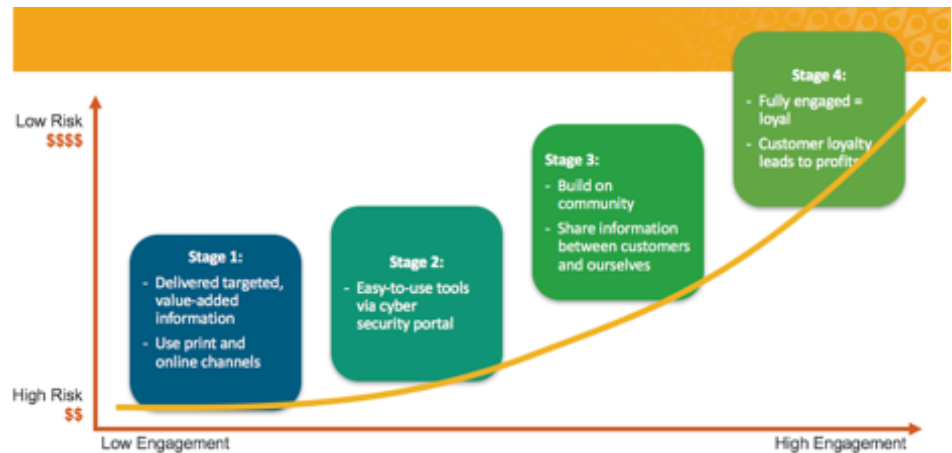 Stage 4:
- Fully engaged =
loyal
- Customer loyalty
leads to profits
Low Risk
$$$$
Stage 3:
- Build on
community
- Share information
between customers
and ourselves
Stage 2:
- Easy-to-use tools
via cyber
security portal
Stage 1:
- Delivered targeted,
value-added
information
- Use print and
online channels
High Risk
$$
Low Engagement
High Engagement